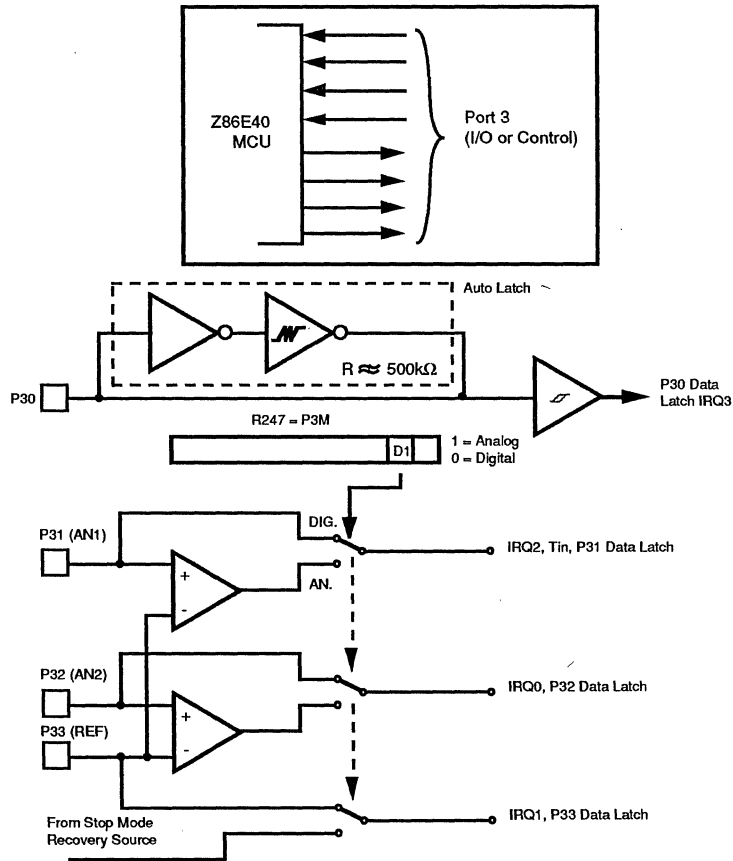 Z86E40
MCU
Port 3
(I/O or Control)
Auto Latch
R ≈ 500kΩ
P30
P30 Data
Latch IRQ3
R247 = P3M
D1
1 = Analog
0 = Digital
DIG.
P31 (AN1)
IRQ2, Tin, P31 Data Latch
+
AN.
-
P32 (AN2)
IRQ0, P32 Data Latch
+
P33 (REF)
-
From Stop Mode
Recovery Source
IRQ1, P33 Data Latch